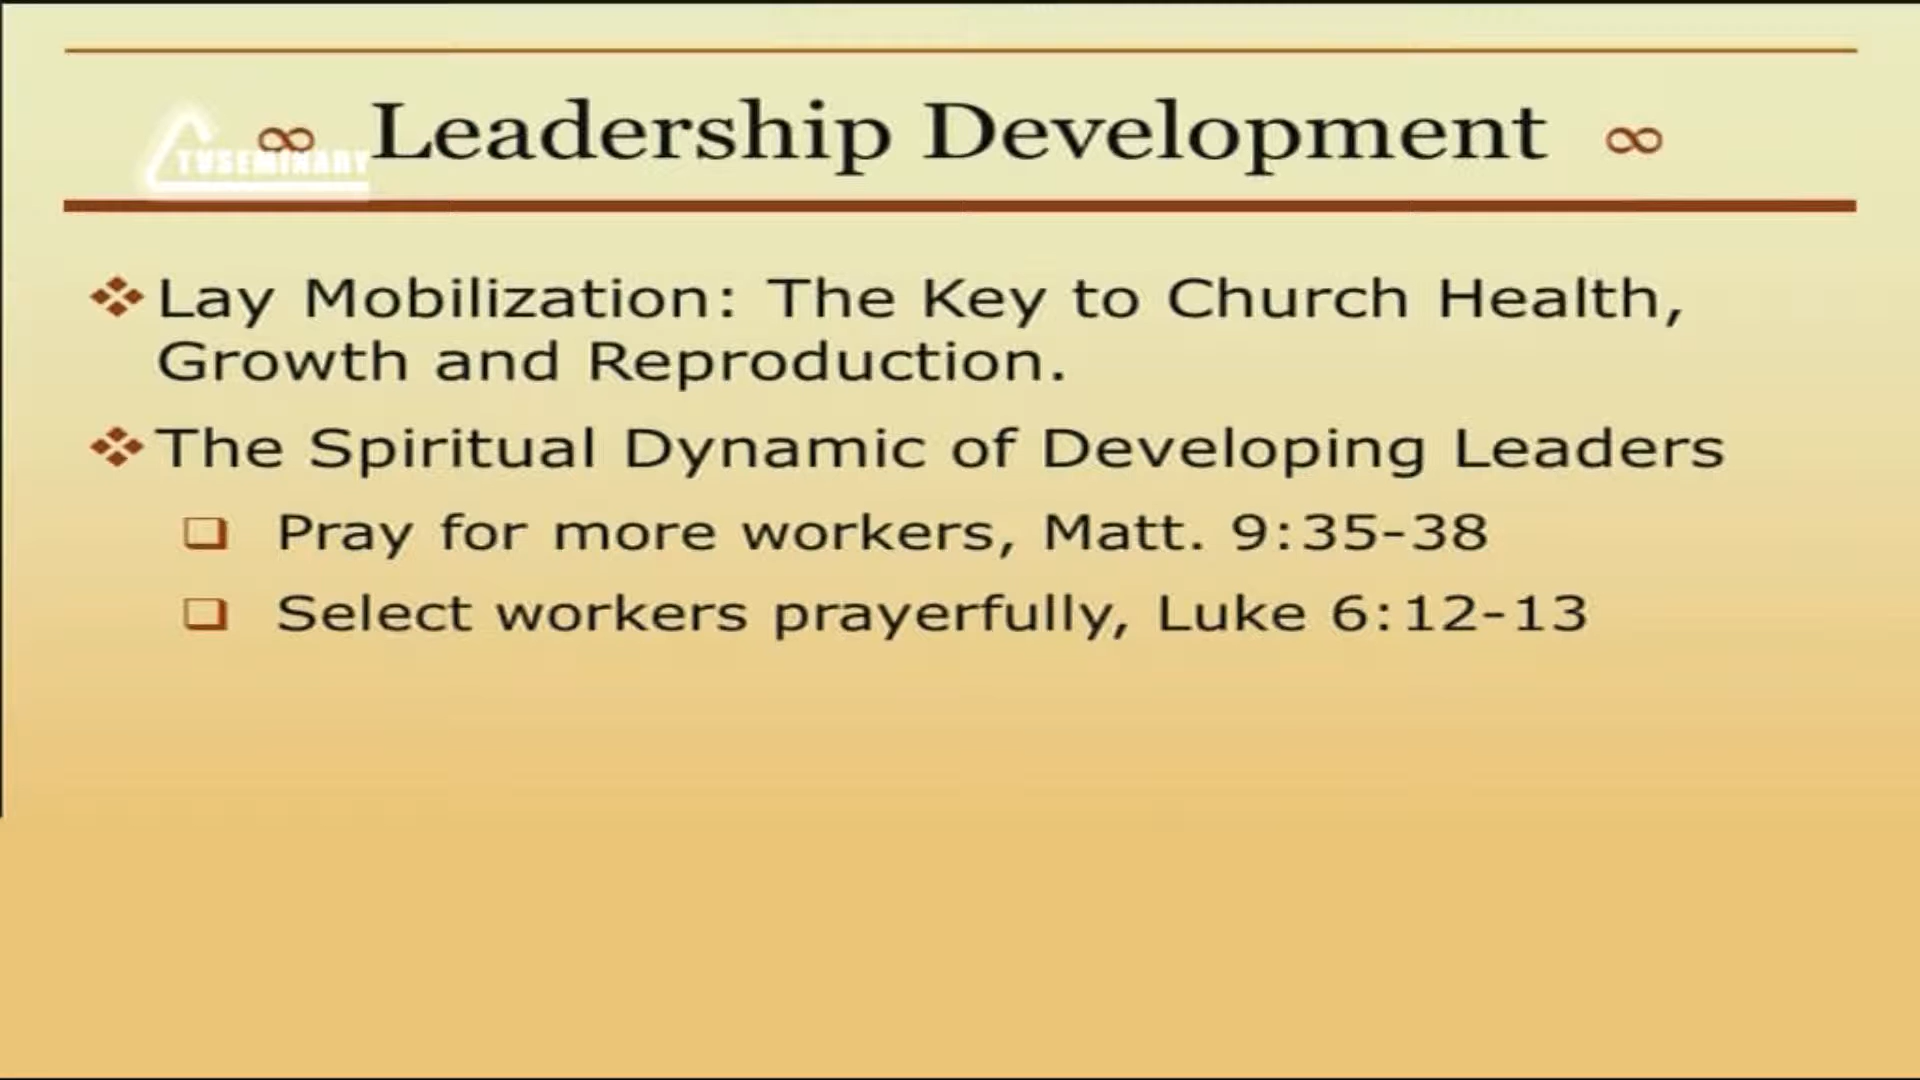 ∞ Leadership Development ∞
TVSEMINARY
❖ Lay Mobilization: The Key to Church Health,
Growth and Reproduction.
❖ The Spiritual Dynamic of Developing Leaders
❑ Pray for more workers, Matt. 9:35-38
❑ Select workers prayerfully, Luke 6:12-13